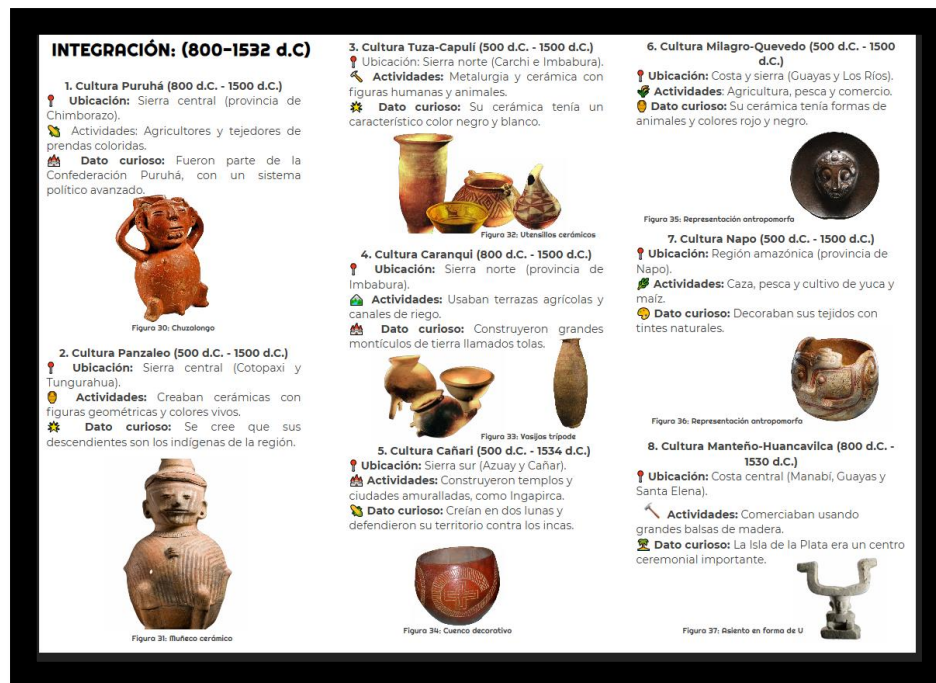 INTEGRACIÓN: (800-1532 d.C)
1. Cultura Puruhá (800 d.C. - 1500 d.C.)
Ubicación: Sierra central (provincia de
Chimborazo).
Actividades: Agricultores y tejedores de
prendas coloridas.
Dato curioso: Fueron parte de la
Confederación Puruhá, con un sistema
político avanzado.
Figura 30: Chuzalongo
2. Cultura Panzaleo (500 d.C. - 1500 d.C.)
Ubicación: Sierra central (Cotopaxi y
Tungurahua).
Actividades: Creaban cerámicas con
figuras geométricas y colores vivos.
Dato curioso: Se cree que sus
descendientes son los indígenas de la región.
Figura 31: Muñeco cerámico
3. Cultura Tuza-Capulí (500 d.C. - 1500 d.C.)
Ubicación: Sierra norte (Carchi e Imbabura).
Actividades: Metalurgia y cerámica con
figuras humanas y animales.
Dato curioso: Su cerámica tenía un
característico color negro y blanco.
Figura 32: Utensillos cerámicos
4. Cultura Caranqui (800 d.C. - 1500 d.C.)
Ubicación: Sierra norte (provincia de
Imbabura).
Actividades: Usaban terrazas agrícolas y
canales de riego.
Dato curioso: Construyeron grandes
montículos de tierra llamados tolas.
Figura 33: Vasijas trípode
5. Cultura Cañari (500 d.C. - 1534 d.C.)
Ubicación: Sierra sur (Azuay y Cañar).
Actividades: Construyeron templos y
ciudades amuralladas, como Ingapirca.
Dato curioso: Creían en dos lunas y
defendieron su territorio contra los incas.
Figura 34: Cuenco decorativo
6. Cultura Milagro-Quevedo (500 d.C. - 1500
d.C.)
Ubicación: Costa y sierra (Guayas y Los Ríos).
Actividades: Agricultura, pesca y comercio.
Dato curioso: Su cerámica tenía formas de
animales y colores rojo y negro.
Figura 35: Representación antropomorfa
7. Cultura Napo (500 d.C. - 1500 d.C.)
Ubicación: Región amazónica (provincia de
Napo).
Actividades: Caza, pesca y cultivo de yuca y
maíz.
Dato curioso: Decoraban sus tejidos con
tintes naturales.
Figura 36: Representación antropomorfa
8. Cultura Manteño-Huancavilca (800 d.C. -
1530 d.C.)
Ubicación: Costa central (Manabí, Guayas y
Santa Elena).
Actividades: Comerciaban usando
grandes balsas de madera.
Dato curioso: La Isla de la Plata era un centro
ceremonial importante.
Figura 37: Asiento en forma de U